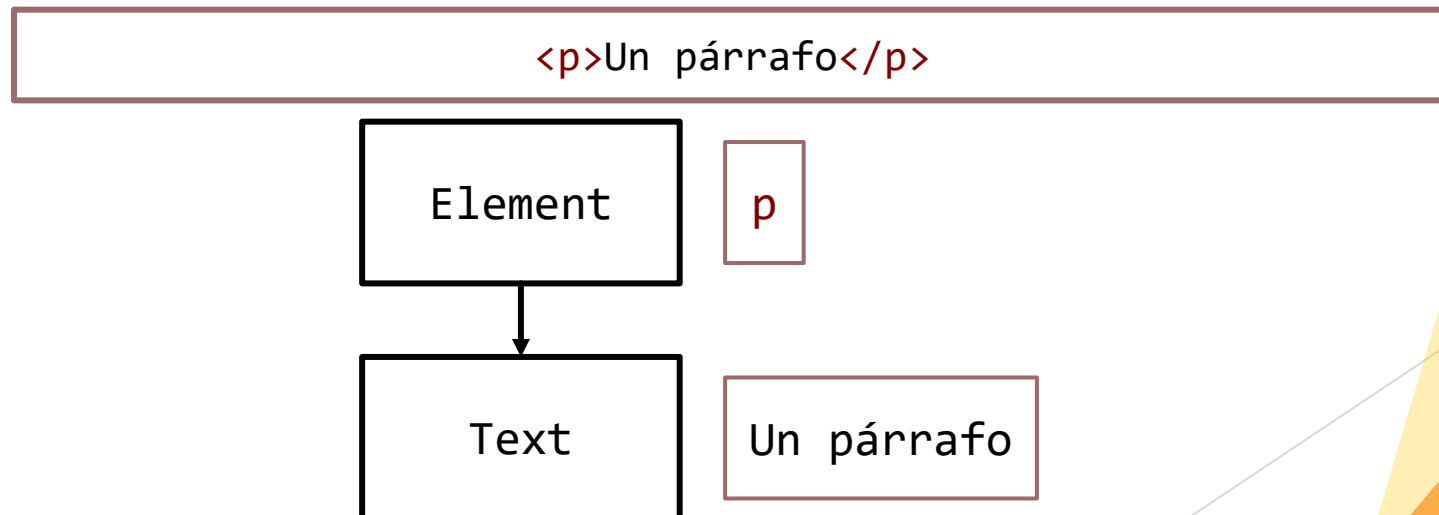 <p>Un párrafo</p>
Element
p
Text
Un párrafo